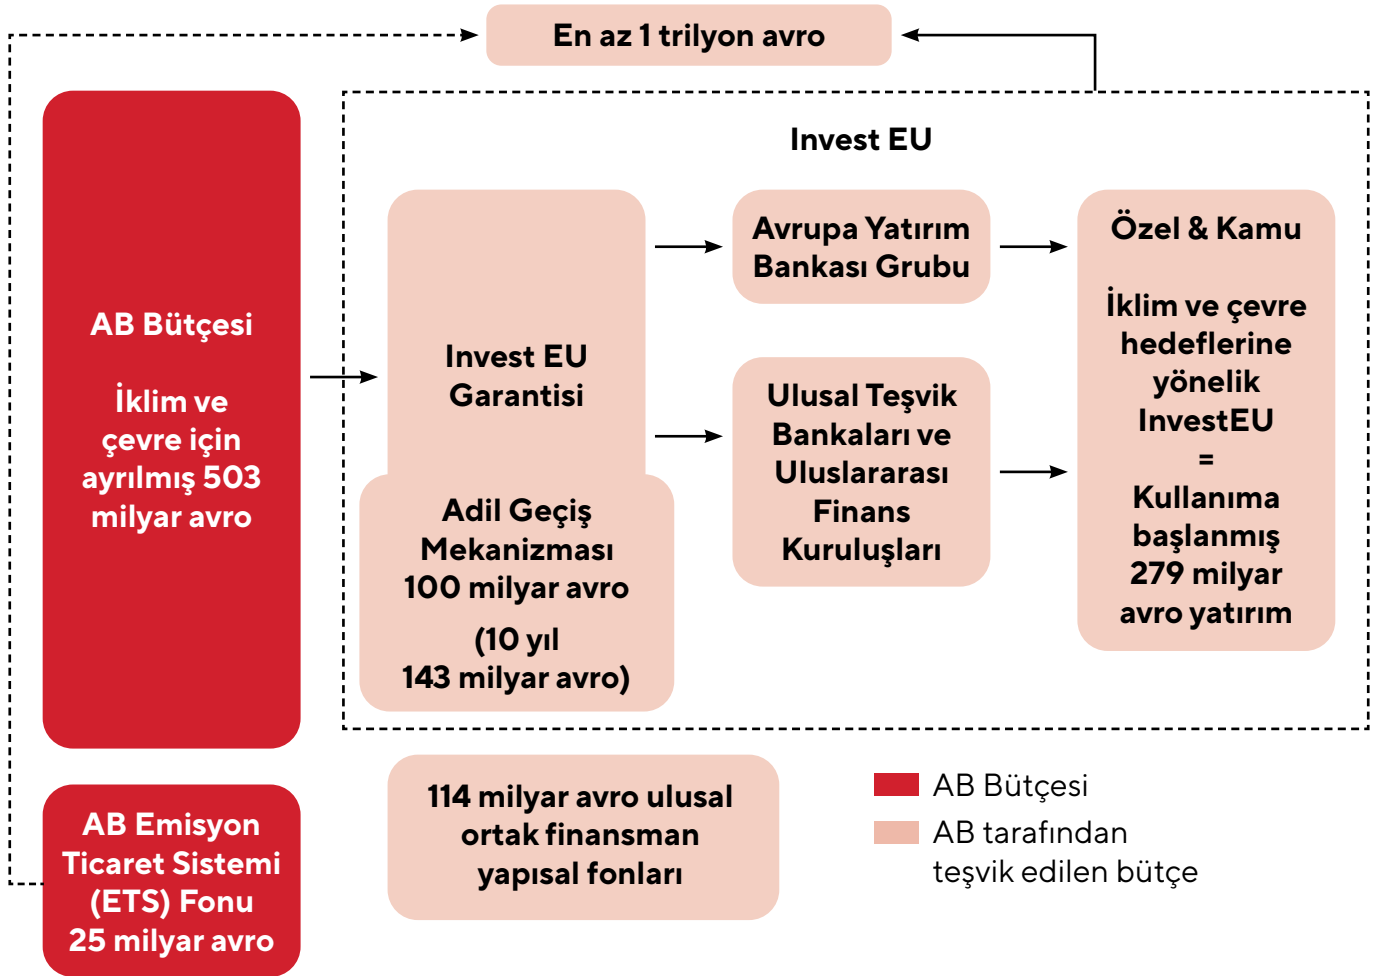 En az 1 trilyon avro
AB Bütçesi
İklim ve
çevre için
ayrılmış 503
milyar avro
Invest EU
Invest EU
Garantisi
Adil Geçiş
Mekanizması
100 milyar avro
(10 yıl
143 milyar avro)
Avrupa Yatırım
Bankası Grubu
Ulusal Teşvik
Bankaları ve
Uluslararası
Finans
Kuruluşları
Özel & Kamu
İklim ve çevre
hedeflerine
yönelik
InvestEU
=
Kullanıma
başlanmış
279 milyar
avro yatırım
AB Emisyon
Ticaret Sistemi
(ETS) Fonu
25 milyar avro
114 milyar avro ulusal
ortak finansman
yapısal fonları
AB Bütçesi
AB tarafından
teşvik edilen bütçe